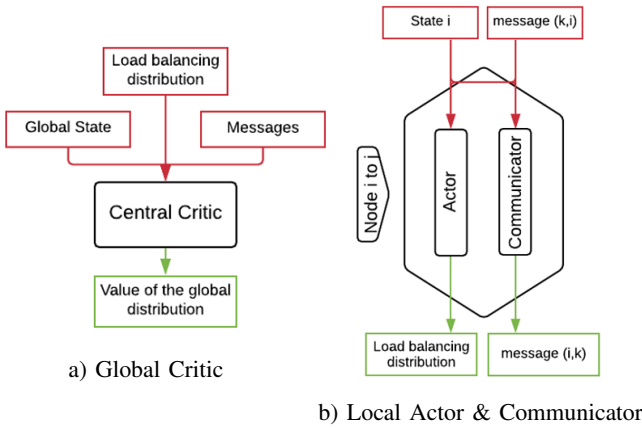 Load balancing
distribution
Global State
Messages
Central Critic
Value of the global
distribution
a) Global Critic
State i
message (k,i)
Node i to j
Actor
Communicator
Load balancing
distribution
message (i,k)
b) Local Actor & Communicator